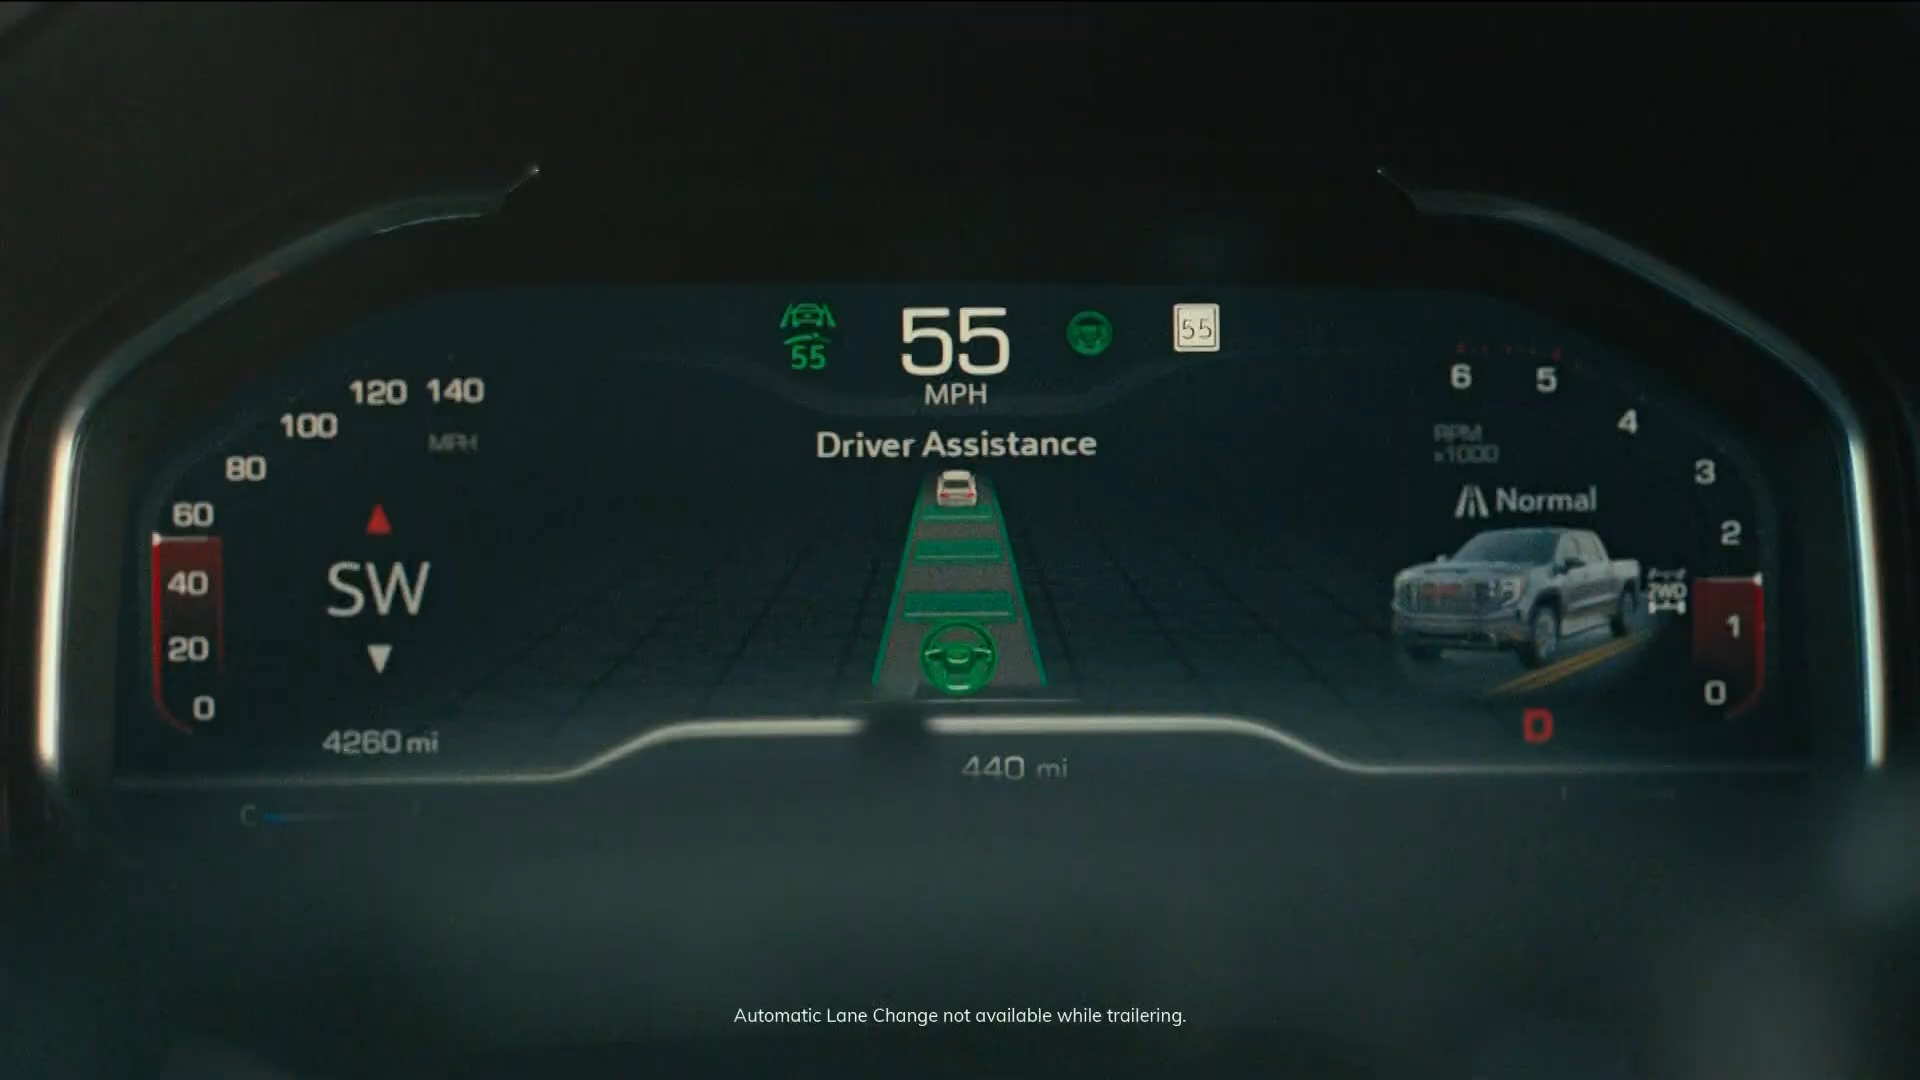 55
55
MPH
55
Driver Assistance
120 140
100
MPH
80
60
40
20
0
SW
4260 mi
6 5
4
RPM
x1000
3
Normal
2
2WD
1
0
D
440 mi
C
Automatic Lane Change not available while trailering.